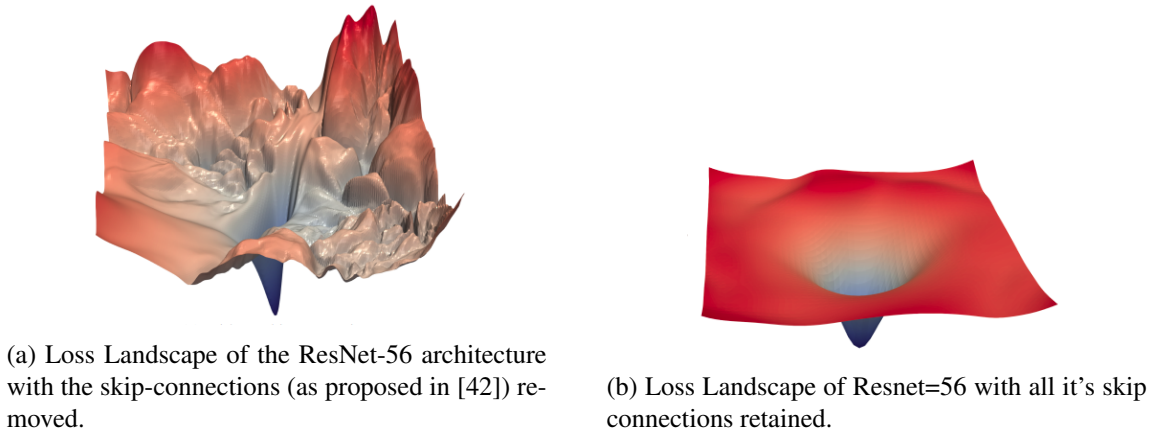 (a) Loss Landscape of the ResNet-56 architecture
with the skip-connections (as proposed in [42]) re-
moved.
(b) Loss Landscape of Resnet=56 with all it's skip
connections retained.